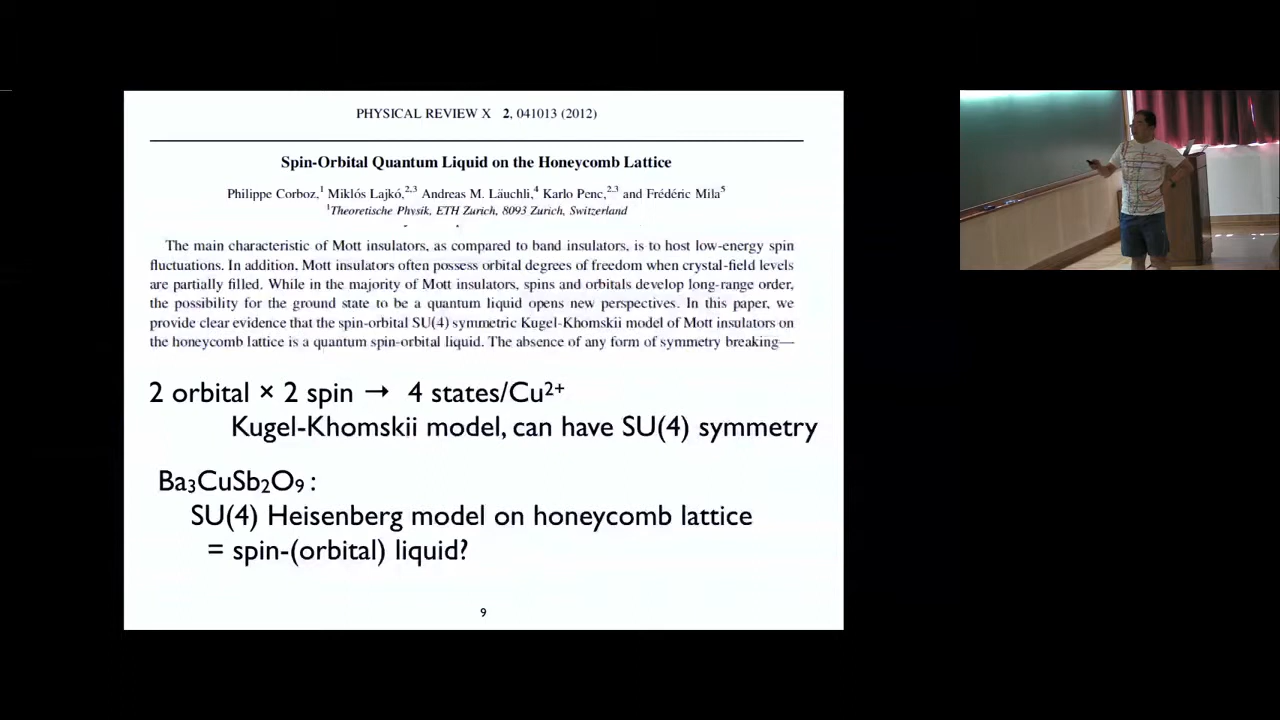 PHYSICAL REVIEW X 2, 041013 (2012)
Spin-Orbital Quantum Liquid on the Honeycomb Lattice
Philippe Corboz,¹ Miklós Lajkó,²,³ Andreas M. Läuchli,⁴ Karlo Penc,²,³ and Frédéric Mila⁵
¹Theoretische Physik, ETH Zurich, 8093 Zurich, Switzerland
The main characteristic of Mott insulators, as compared to band insulators, is to host low-energy spin
fluctuations. In addition, Mott insulators often possess orbital degrees of freedom when crystal-field levels
are partially filled. While in the majority of Mott insulators, spins and orbitals develop long-range order,
the possibility for the ground state to be a quantum liquid opens new perspectives. In this paper, we
provide clear evidence that the spin-orbital SU(4) symmetric Kugel-Khomskii model of Mott insulators on
the honeycomb lattice is a quantum spin-orbital liquid. The absence of any form of symmetry breaking—
2 orbital × 2 spin → 4 states/Cu²⁺
Kugel-Khomskii model, can have SU(4) symmetry
Ba₃CuSb₂O₉ :
SU(4) Heisenberg model on honeycomb lattice
= spin-(orbital) liquid?
9